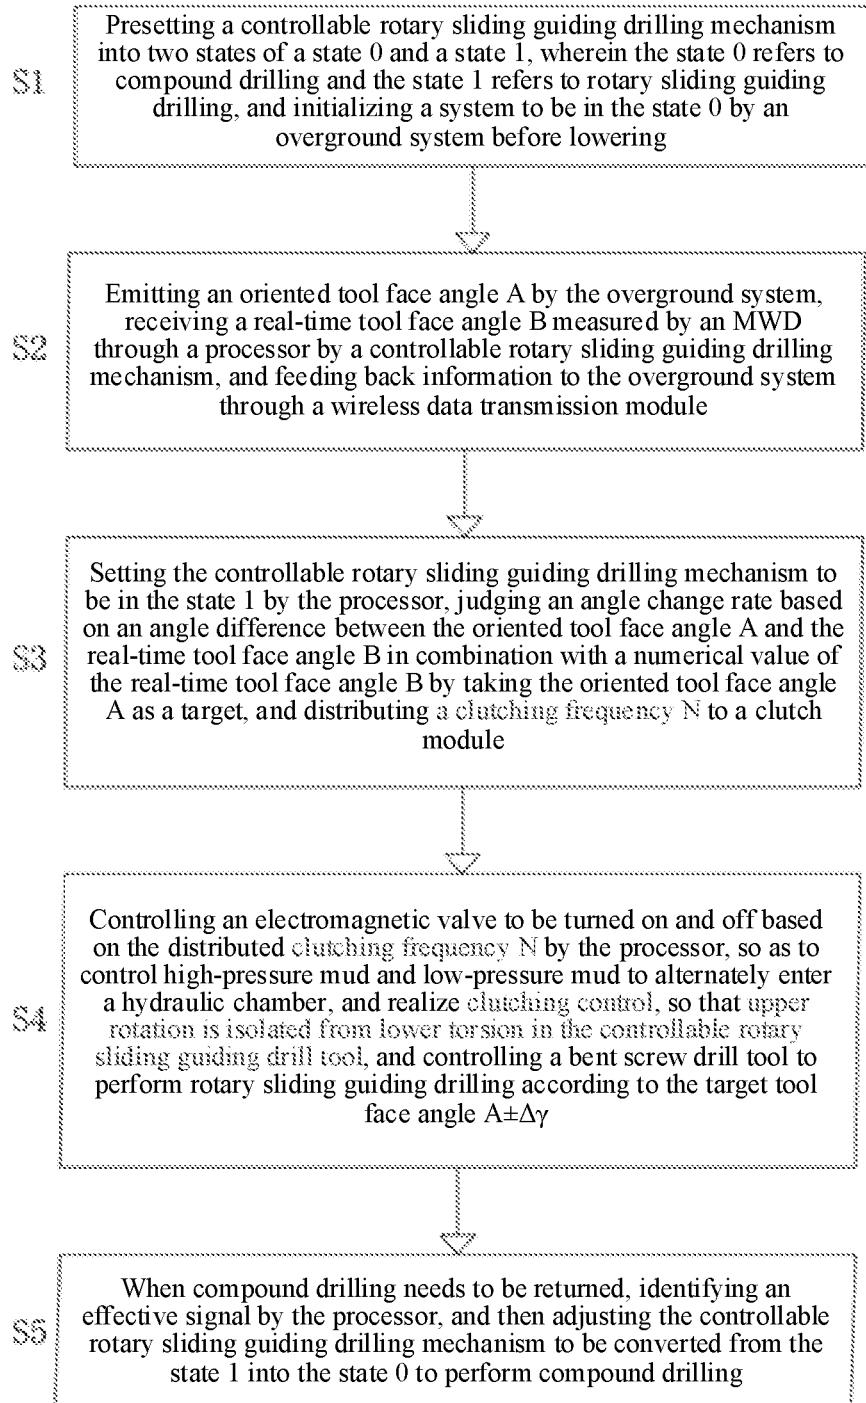 Presetting a controllable rotary sliding guiding drilling mechanism
into two states of a state 0 and a state 1, wherein the state 0 refers to
S1
compound drilling and the state 1 refers to rotary sliding guiding
drilling, and initializing a system to be in the state 0 by an
overground system before lowering
Emitting an oriented tool face angle A by the overground system,
receiving a real-time tool face angle B measured by an MWD
S2
through a processor by a controllable rotary sliding guiding drilling
mechanism, and feeding back information to the overground system
through a wireless data transmission module
Setting the controllable rotary sliding guiding drilling mechanism to
be in the state 1 by the processor, judging an angle change rate based
on an angle difference between the oriented tool face angle A and the
S3
real-time tool face angle B in combination with a numerical value of
the real-time tool face angle B by taking the oriented tool face angle
A as a target, and distributing a clutching frequency N to a clutch
module
Controlling an electromagnetic valve to be turned on and off based
on the distributed clutching frequency N by the processor, so as to
control high-pressure mud and low-pressure mud to alternately enter
a hydraulic chamber, and realize clutching control, so that upper
S4
rotation is isolated from lower torsion in the controllable rotary
sliding guiding drill tool, and controlling a bent screw drill tool to
perform rotary sliding guiding drilling according to the target tool
face angle A±Δγ
When compound drilling needs to be returned, identifying an
effective signal by the processor, and then adjusting the controllable
S5
rotary sliding guiding drilling mechanism to be converted from the
state 1 into the state 0 to perform compound drilling